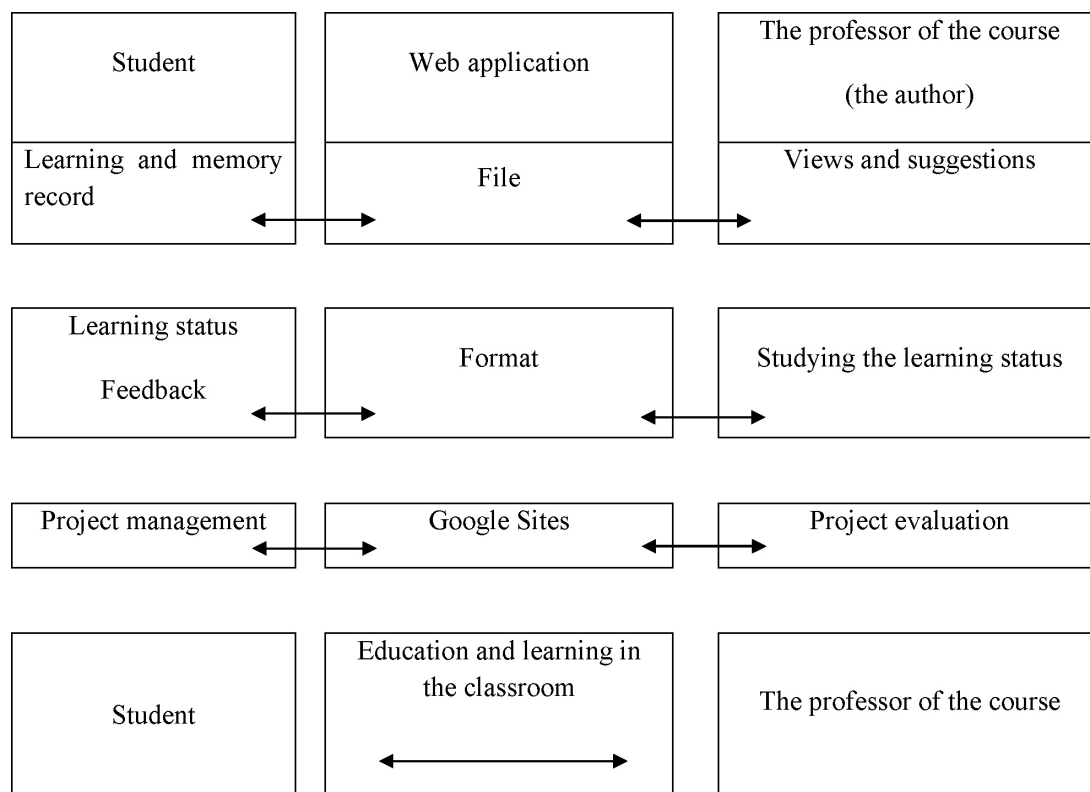 Student
Web application
The professor of the course
(the author)
Learning and memory
record
File
Views and suggestions
Learning status
Feedback
Format
Studying the learning status
Project management
Google Sites
Project evaluation
Student
Education and learning in
the classroom
The professor of the course